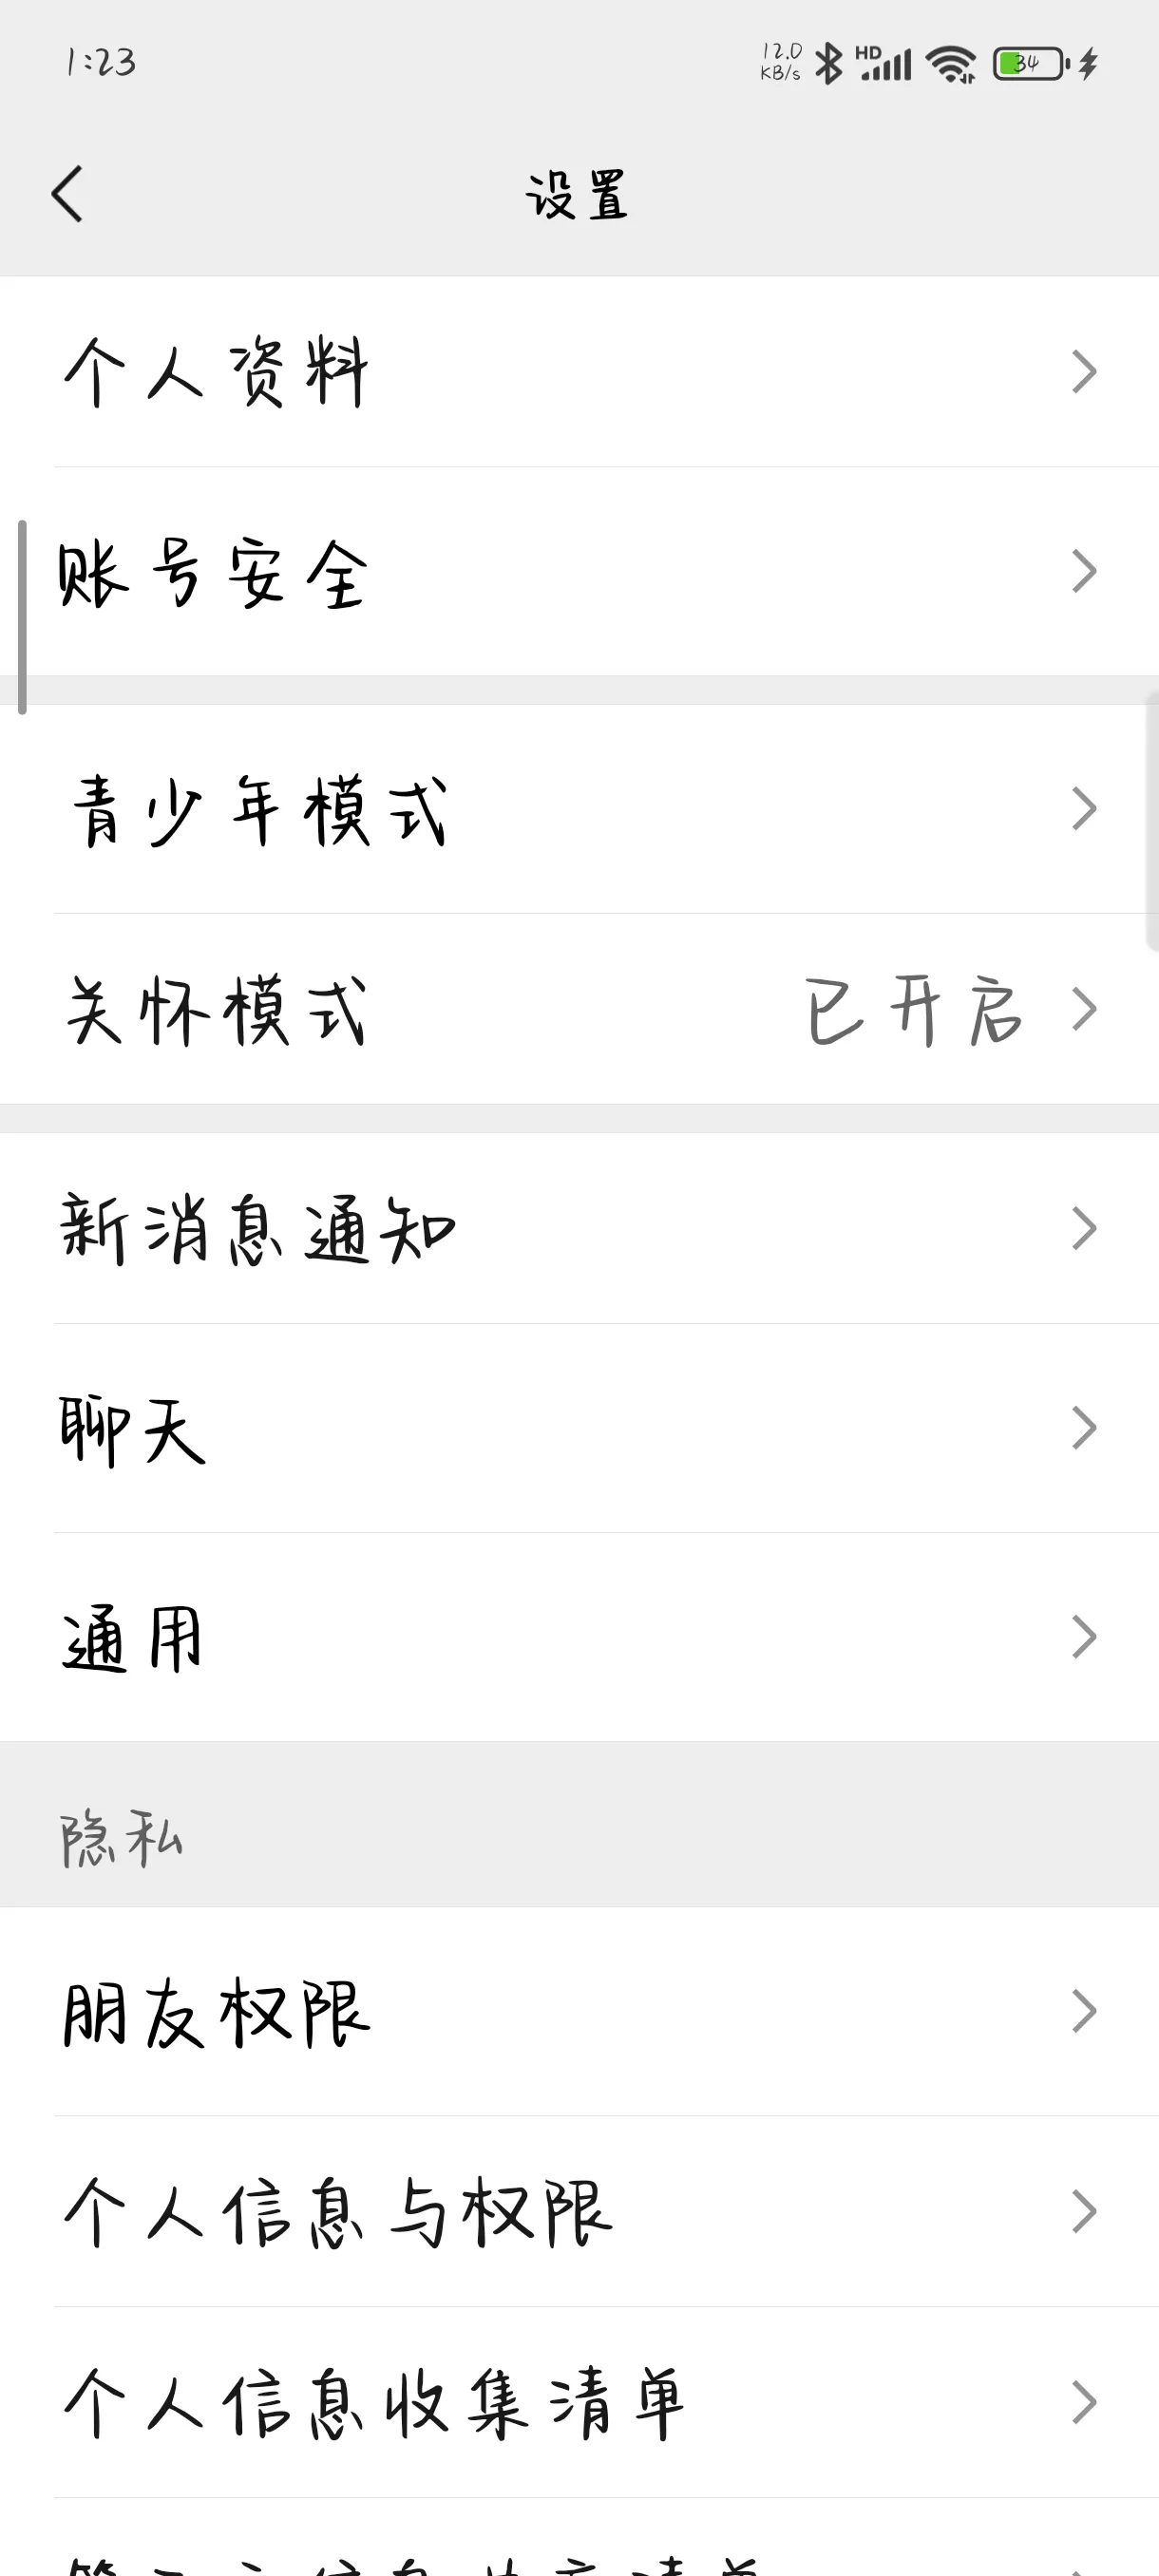 1:23
12.0
KB/s
HD
34
设置
个人资料
账号安全
青少年模式
关怀模式 已开启
新消息通知
聊天
通用
隐私
朋友权限
个人信息与权限
个人信息收集清单